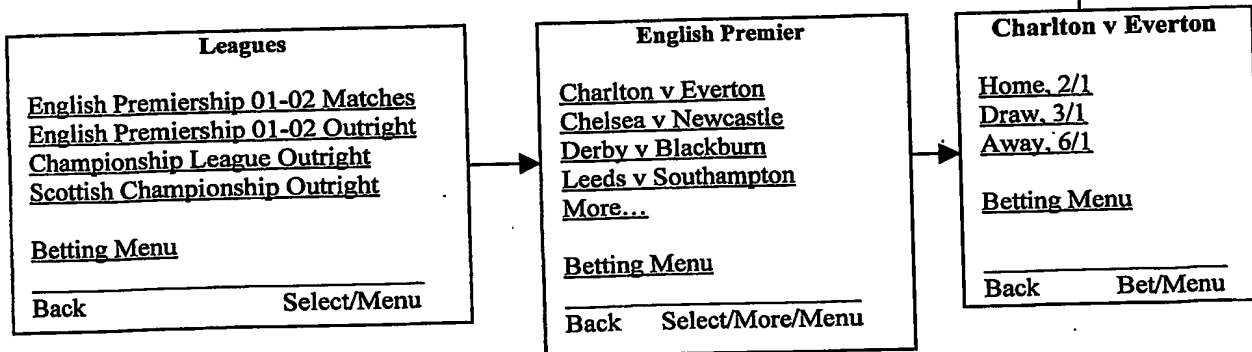 Leagues
English Premiership 01-02 Matches
English Premiership 01-02 Outright
Championship League Outright
Scottish Championship Outright
Betting Menu
Back Select/Menu
English Premier
Charlton v Everton
Chelsea v Newcastle
Derby v Blackburn
Leeds v Southampton
More...
Betting Menu
Back Select/More/Menu
Charlton v Everton
Home, 2/1
Draw, 3/1
Away, 6/1
Betting Menu
Back Bet/Menu